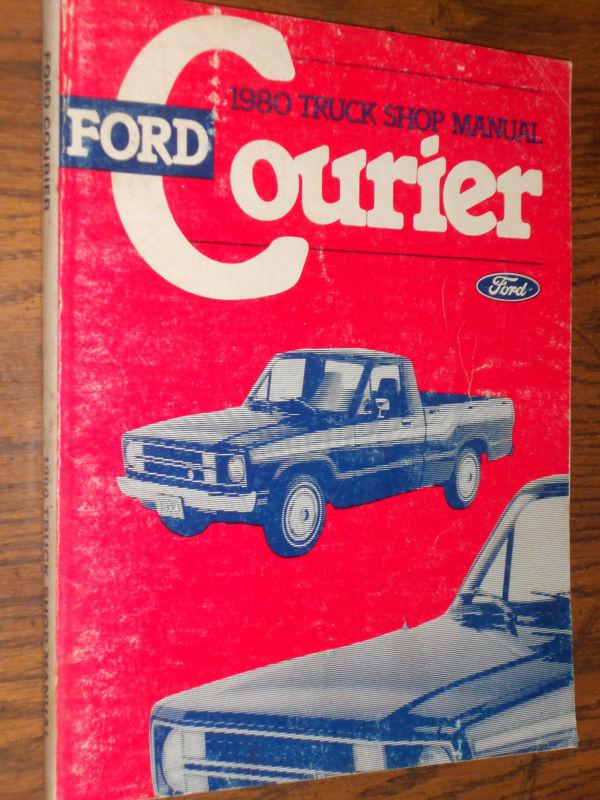 1980 TRUCK SHOP MANUAL
FORD
Courier
Ford
FORD COURIER
1980 TRUCK SHOP MANUAL